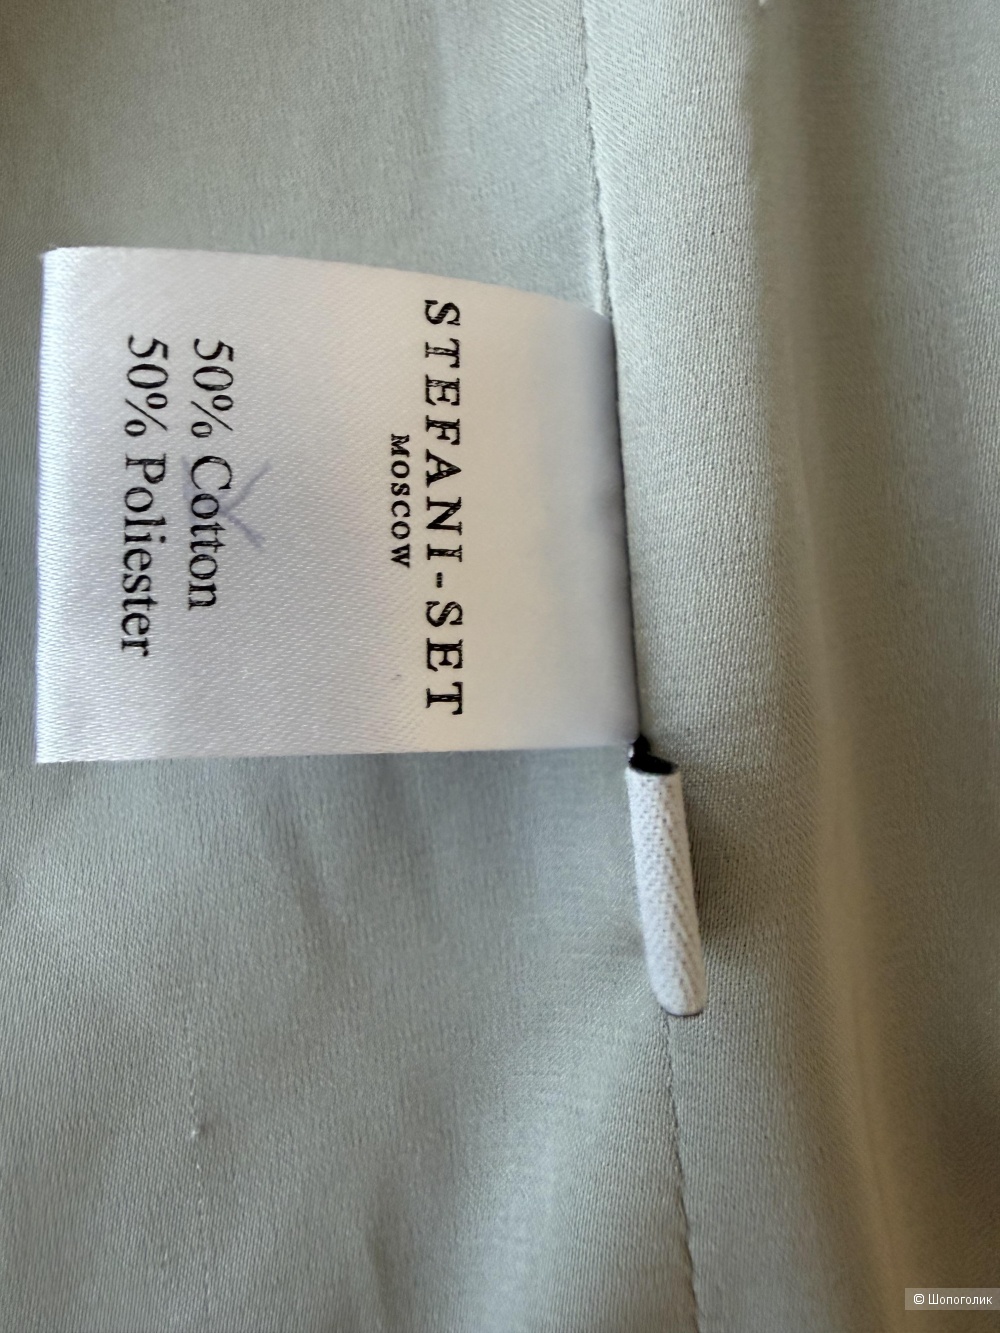 STEFANI-SET
MOSCOW
50% Cotton
50% Poliester
© Шопоголик